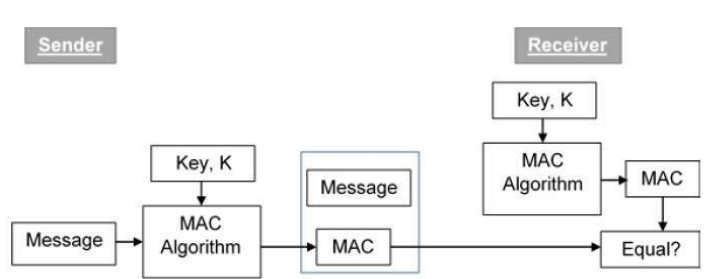 Sender
Receiver
Key, K
MAC
Algorithm
MAC
Key, K
Message
MAC
Algorithm
Message
MAC
Equal?